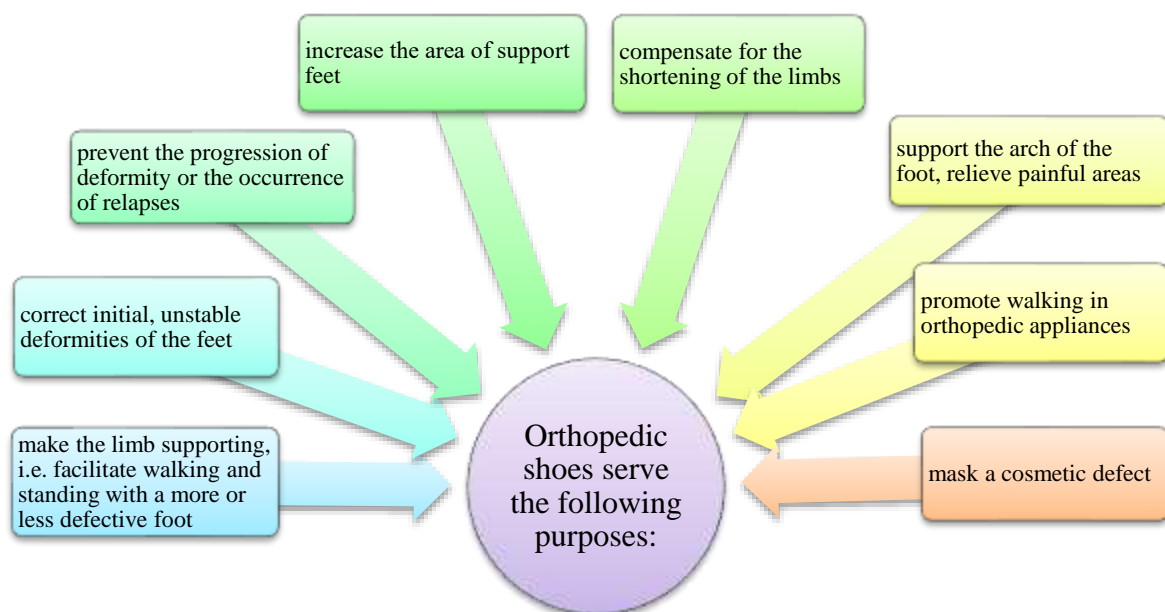 increase the area of support
feet
compensate for the
shortening of the limbs
prevent the progression of
deformity or the occurrence
of relapses
support the arch of the
foot, relieve painful areas
correct initial, unstable
deformities of the feet
promote walking in
orthopedic appliances
make the limb supporting,
i.e. facilitate walking and
standing with a more or
less defective foot
mask a cosmetic defect
Orthopedic
shoes serve
the following
purposes: